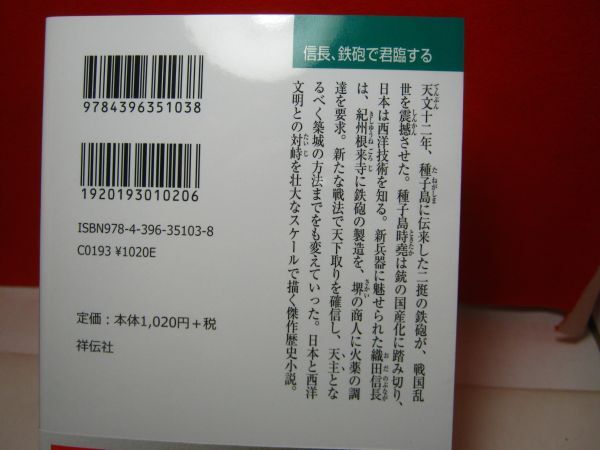 信長、鉄砲で君臨する
天文十二年、種子島に伝来した二挺の鉄砲が、戦国乱
世を震撼させた。種子島時堯は銃の国産化に踏み切り、
日本は西洋技術を知る。新兵器に魅せられた織田信長
は、紀州根来寺に鉄砲の製造を、堺の商人に火薬の調
達を要求。新たな戦法で天下取りを確信し、天主とな
るべく築城の方法までをも変えていった。日本と西洋
文明との対峙を壮大なスケールで描く傑作歴史小説。
9784396351038
1920193010206
ISBN978-4-396-35103-8
C0193 ¥1020E
定価：本体1,020円＋税
祥伝社